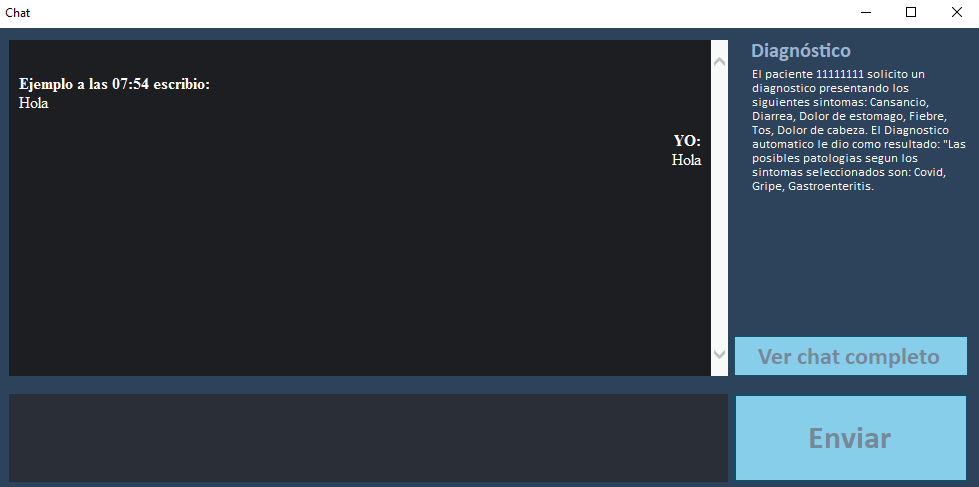 Chat
Ejemplo a las 07:54 escribio:
Hola
YO:
Hola
Diagnóstico
El paciente 11111111 solicito un
diagnostico presentando los
siguientes sintomas: Cansancio,
Diarrea, Dolor de estomago, Fiebre,
Tos, Dolor de cabeza. El Diagnostico
automatico le dio como resultado: "Las
posibles patologias segun los
sintomas seleccionados son: Covid,
Gripe, Gastroenteritis.
Ver chat completo
Enviar